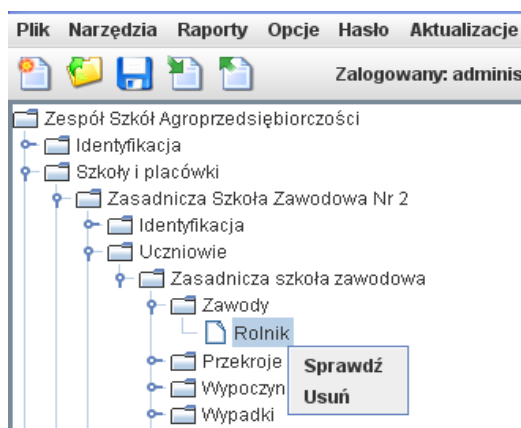 Plik Narzędzia Raporty Opcje Hasło Aktualizacje
Zalogowany: adminis
Zespół Szkół Agroprzedsiębiorczości
Identyfikacja
Szkoły i placówki
Zasadnicza Szkoła Zawodowa Nr 2
Identyfikacja
Uczniowie
Zasadnicza szkoła zawodowa
Zawody
Rolnik
Przekroje
Sprawdź
Wypoczyn
Usuń
Wypadki